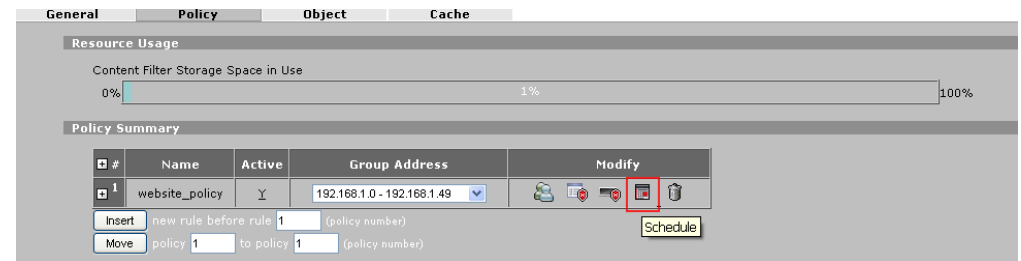 General Policy Object Cache
Resource Usage
Content Filter Storage Space in Use
0% 1% 100%
Policy Summary
# Name Active Group Address Modify
1 website_policy Y 192.168.1.0 - 192.168.1.49
Insert new rule before rule 1 (policy number)
Schedule
Move policy 1 to policy 1 (policy number)